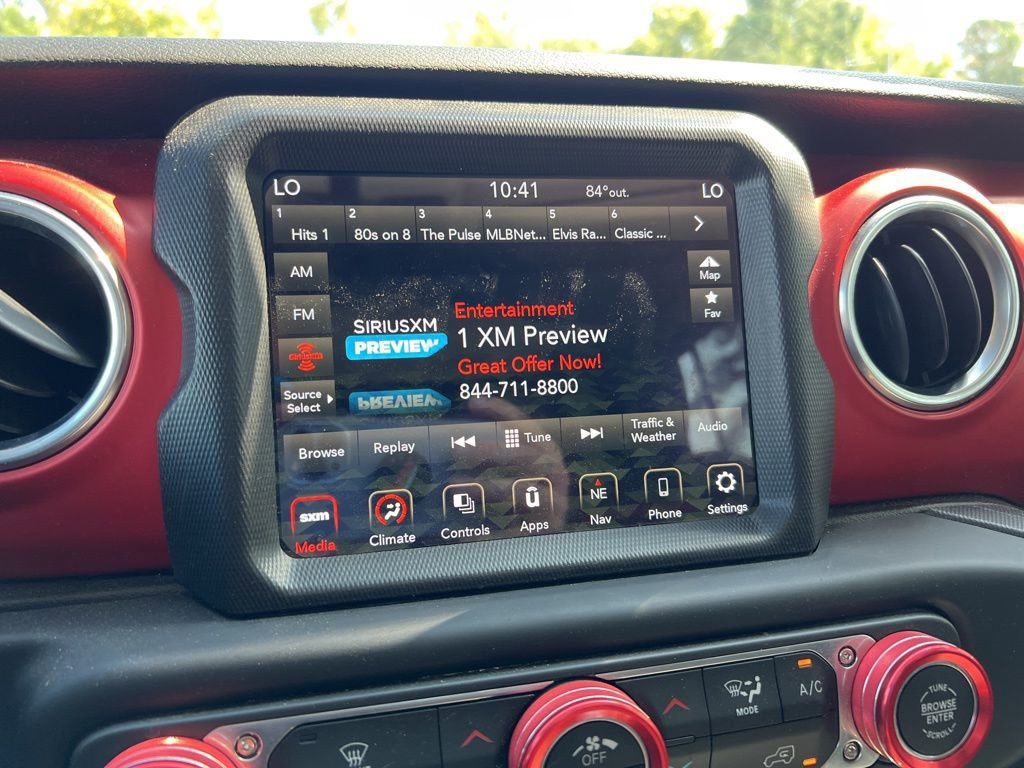 LO 10:41 84°out. LO
1 2 3 4 5 6
Hits 1 80s on 8 The Pulse MLBNet... Elvis Ra... Classic ...
AM
Map
FM
Fav
SIRIUSXM
PREVIEW
Entertainment
1 XM Preview
Great Offer Now!
844-711-8800
Source
Select
PREVIEW
Browse Replay Tune Traffic &
Weather Audio
sxm
Media Climate Controls Apps
NE
Nav Phone Settings
MODE
A/C
OFF
TUNE
BROWSE
ENTER
SCROLL